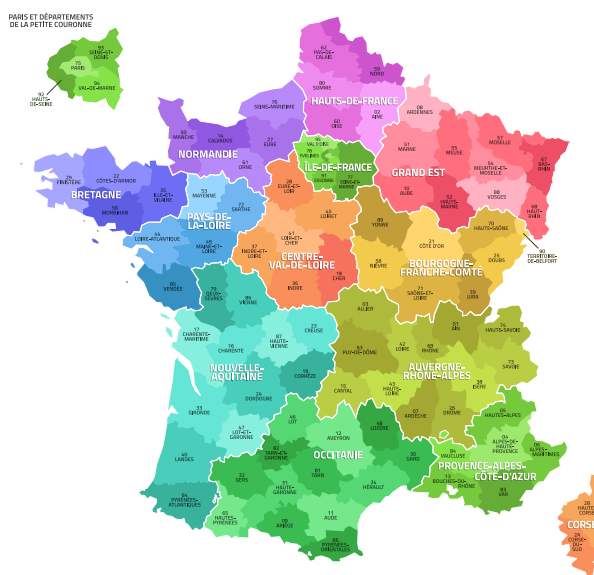 PARIS ET DÉPARTEMENTS
DE LA PETITE COURONNE
93
SEINE-ST-
DENIS
75
PARIS
94
VAL-DE-MARNE
92
HAUTS-
DE-SEINE
62
PAS-DE-
CALAIS
59
NORD
80
SOMME
HAUTS-DE-FRANCE
02
AISNE
60
OISE
76
SEINE-MARITIME
50
MANCHE
14
CALVADOS
27
EURE
NORMANDIE
61
ORNE
95
VAL D'OISE
78
YVELINES
ÎLE-DE-FRANCE
91
ESSONNE
77
SEINE-ET-
MARNE
08
ARDENNES
51
MARNE
55
MEUSE
57
MOSELLE
54
MEURTHE-ET-
MOSELLE
67
BAS-
RHIN
GRAND EST
10
AUBE
52
HAUTE-
MARNE
88
VOSGES
68
HAUT-
RHIN
29
FINISTÈRE
22
CÔTES-D'ARMOR
35
ILLE-ET-
VILAINE
BRETAGNE
56
MORBIHAN
53
MAYENNE
72
SARTHE
PAYS-DE-
LA-LOIRE
44
LOIRE-ATLANTIQUE
49
MAINE-ET-
LOIRE
85
VENDÉE
28
EURE-ET-
LOIR
45
LOIRET
41
LOIR-ET-
CHER
37
INDRE-ET-
LOIRE
CENTRE-
VAL-DE-LOIRE
18
CHER
36
INDRE
89
YONNE
21
CÔTE D'OR
70
HAUTE-SAÔNE
90
TERRITOIRE-
DE-BELFORT
58
NIÈVRE
25
DOUBS
BOURGOGNE-
FRANCHE-COMTÉ
71
SAÔNE-ET-
LOIRE
39
JURA
79
DEUX-
SÈVRES
86
VIENNE
17
CHARENTE-
MARITIME
16
CHARENTE
87
HAUTE-
VIENNE
23
CREUSE
NOUVELLE-
AQUITAINE
19
CORRÈZE
24
DORDOGNE
33
GIRONDE
47
LOT-ET-
GARONNE
40
LANDES
64
PYRÉNÉES-
ATLANTIQUES
03
ALLIER
63
PUY-DE-DÔME
42
LOIRE
69
RHÔNE
01
AIN
74
HAUTE-SAVOIE
73
SAVOIE
AUVERGNE-
RHÔNE-ALPES
15
CANTAL
43
HAUTE-
LOIRE
38
ISÈRE
07
ARDÈCHE
26
DRÔME
46
LOT
12
AVEYRON
48
LOZÈRE
82
TARN-ET-
GARONNE
OCCITANIE
30
GARD
32
GERS
81
TARN
31
HAUTE-
GARONNE
34
HÉRAULT
65
HAUTES-
PYRÉNÉES
09
ARIÈGE
11
AUDE
66
PYRÉNÉES-
ORIENTALES
05
HAUTES-ALPES
04
ALPES-DE-
HAUTE-
PROVENCE
06
ALPES-
MARITIMES
84
VAUCLUSE
PROVENCE-ALPES-
CÔTE-D'AZUR
13
BOUCHES-DU-
RHÔNE
83
VAR
2B
HAUTE-
CORSE
CORSE
2A
CORSE-
DU-
SUD